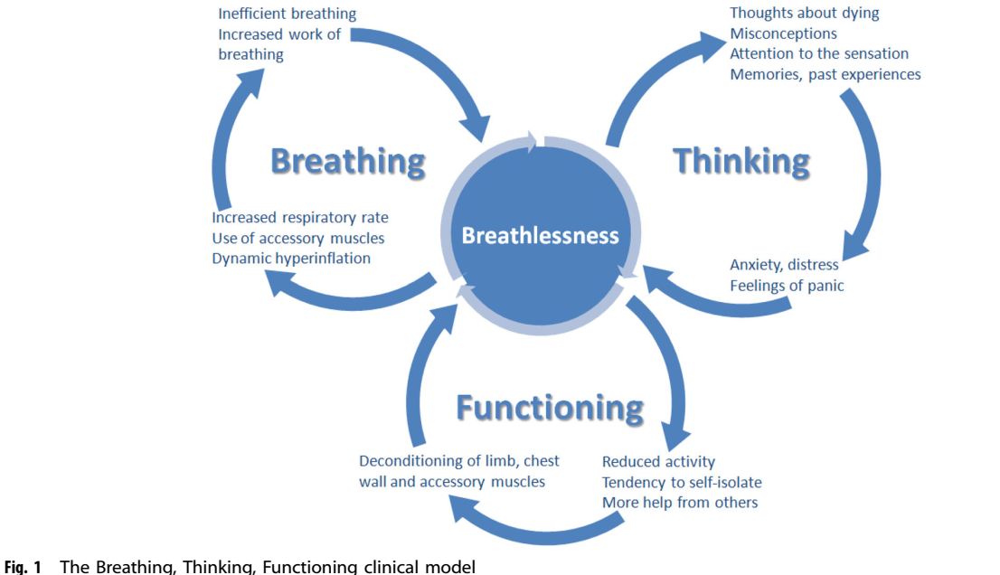 Inefficient breathing
Increased work of
breathing
Thoughts about dying
Misconceptions
Attention to the sensation
Memories, past experiences
Breathing
Thinking
Increased respiratory rate
Use of accessory muscles
Dynamic hyperinflation
Breathlessness
Anxiety, distress
Feelings of panic
Functioning
Deconditioning of limb, chest
wall and accessory muscles
Reduced activity
Tendency to self-isolate
More help from others
Fig. 1 The Breathing, Thinking, Functioning clinical model